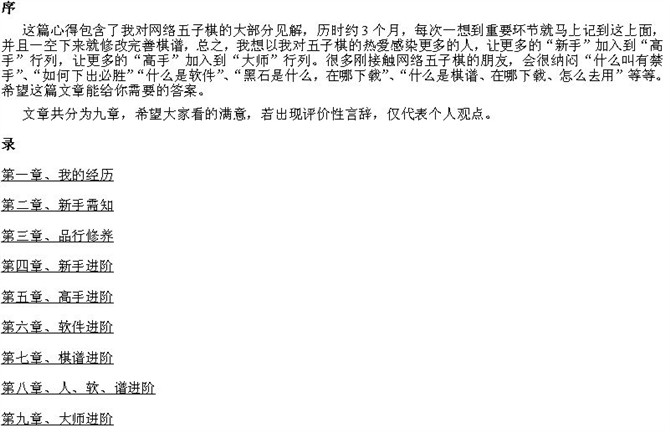 序
这篇心得包含了我对网络五子棋的大部分见解，历时约3个月，每次一想到重要环节就马上记到这上面，
并且一空下来就修改完善棋谱，总之，我想以我对五子棋的热爱感染更多的人，让更多的“新手”加入到“高
手”行列，让更多的“高手”加入到“大师”行列。很多刚接触网络五子棋的朋友，会很纳闷“什么叫有禁
手”、“如何下出必胜”“什么是软件”、“黑石是什么，在哪下载”、“什么是棋谱、在哪下载、怎么去用”等等。
希望这篇文章能给你需要的答案。
文章共分为九章，希望大家看的满意，若出现评价性言辞，仅代表个人观点。
录
第一章、我的经历
第二章、新手需知
第三章、品行修养
第四章、新手进阶
第五章、高手进阶
第六章、软件进阶
第七章、棋谱进阶
第八章、人、软、谱进阶
第九章、大师进阶